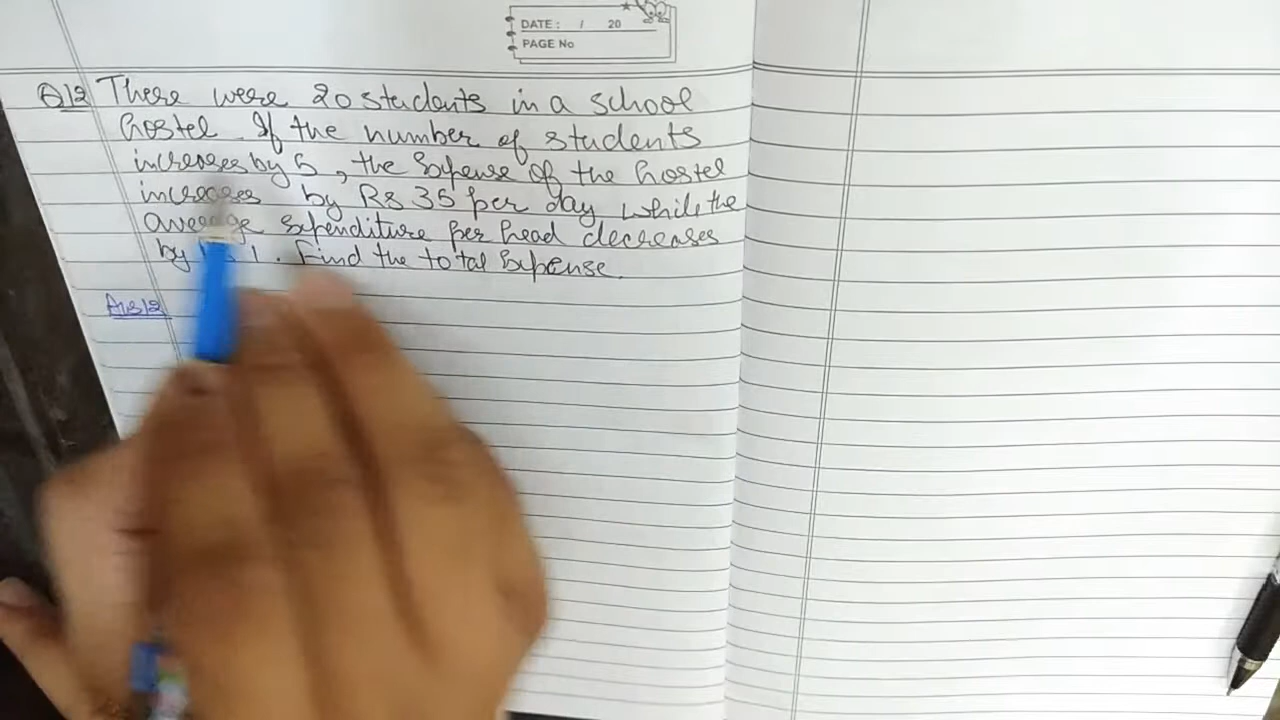 DATE : / 20
PAGE No
Q12 There were 20 students in a school
hostel. If the number of students
increases by 5, the Expense of the hostel
increases by Rs 35 per day, while the
average Expenditure per head decreases
by 1. Find the total Expense.
Ans12